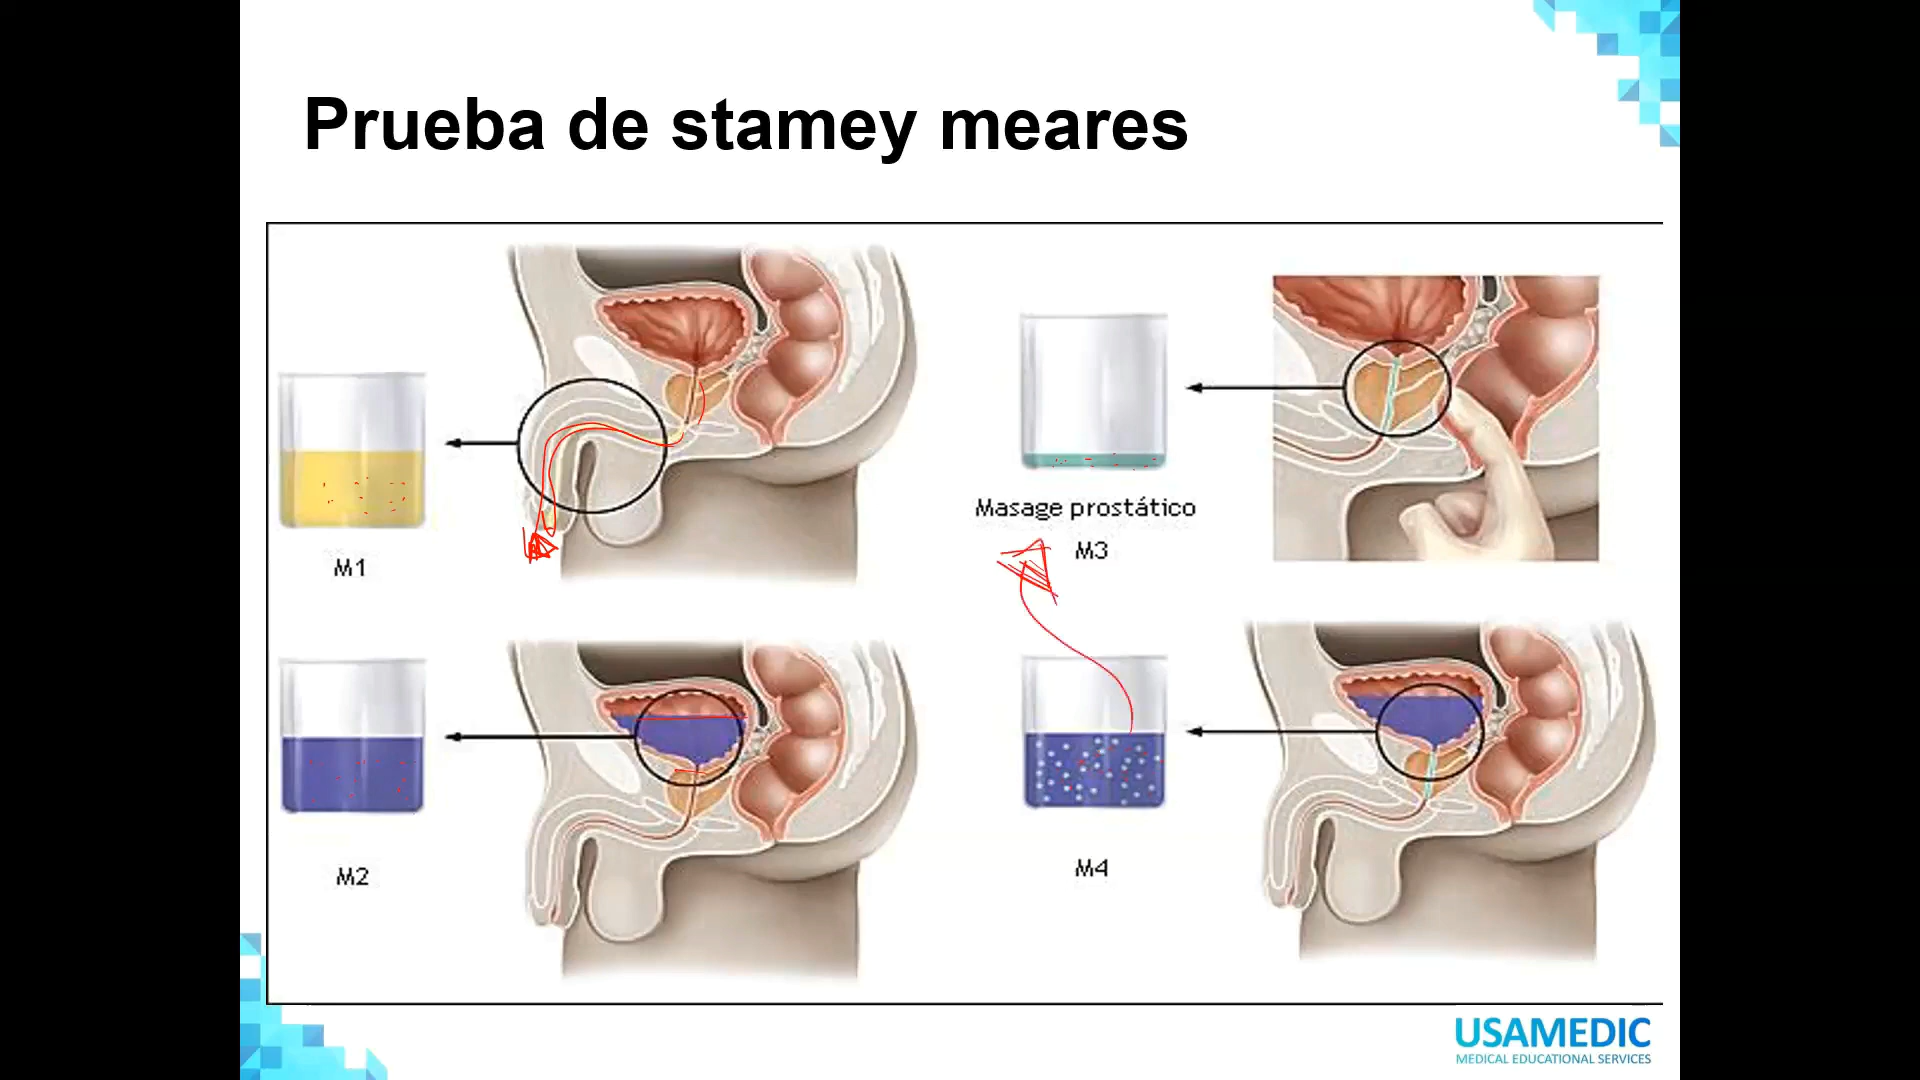 Prueba de stamey meares
M1
Masage prostático
M3
M2
M4
USAMEDIC
MEDICAL EDUCATIONAL SERVICES